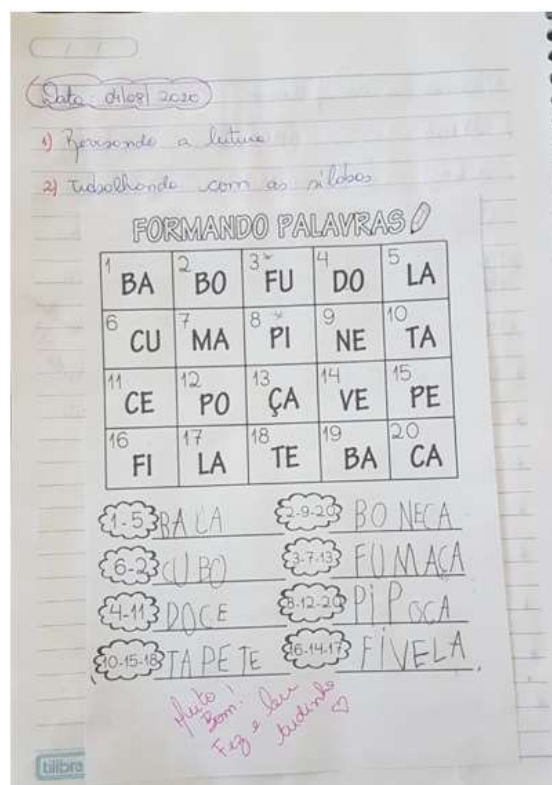 Data: 04/08/2020
1) Revisando a leitura
2) Trabalhando com as sílabas
FORMANDO PALAVRAS
1 BA 2 BO 3 FU 4 DO 5 LA
6 CU 7 MA 8 PI 9 NE 10 TA
11 CE 12 PO 13 ÇA 14 VE 15 PE
16 FI 17 LA 18 TE 19 BA 20 CA
1-5 BALA 2-9-20 BONECA
6-2 CUBO 3-7-13 FUMAÇA
4-11 DOCE 8-12-20 PIPOCA
10-15-18 TAPETE 16-14-17 FIVELA
Muito
Bom!
Fez e leu
tudinho
tilibra